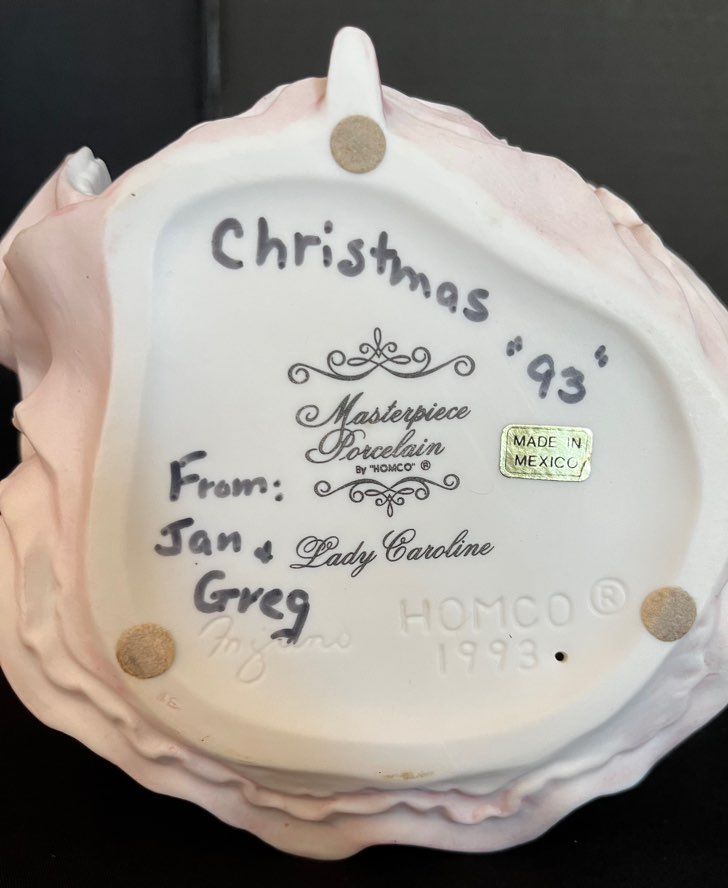 Christmas
"93"
Masterpiece
Porcelain
By "HOMCO" ®
MADE IN
MEXICO
From:
Jan &
Greg
Lady Caroline
HOMCO ®
1993